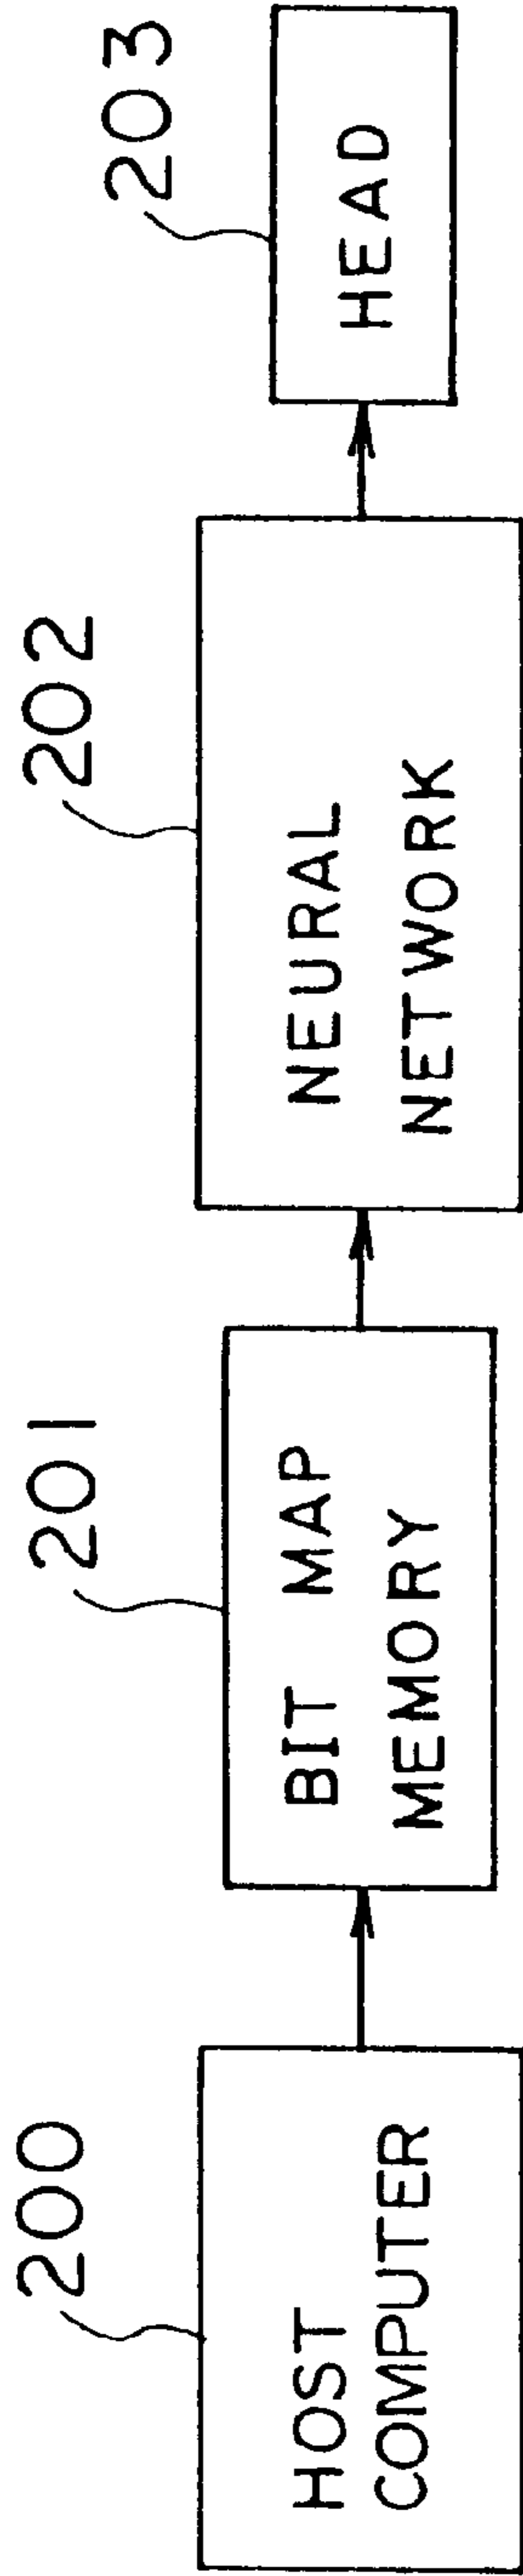 200
HOST
COMPUTER
201
BIT MAP
MEMORY
202
NEURAL
NETWORK
203
HEAD